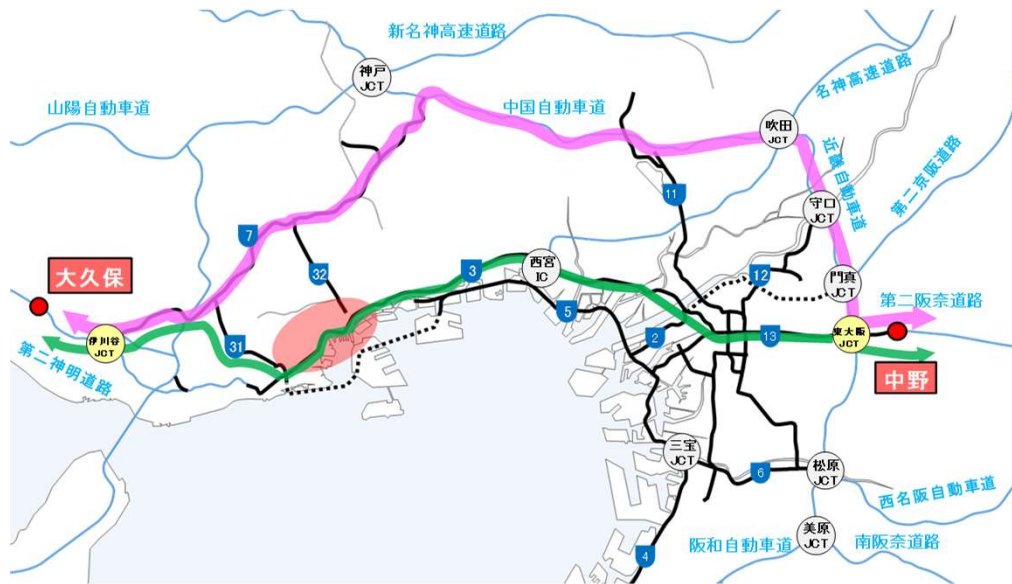 新名神高速道路
神戸
JCT
山陽自動車道
中国自動車道
名神高速道路
吹田
JCT
近畿自動車道
第二京阪道路
守口
JCT
11
7
大久保
32
3
西宮
IC
12
門真
JCT
第二阪奈道路
5
伊川谷
JCT
31
2
13
東大阪
JCT
第二神明道路
中野
三宝
JCT
6
松原
JCT
西名阪自動車道
美原
JCT
阪和自動車道
南阪奈道路
4